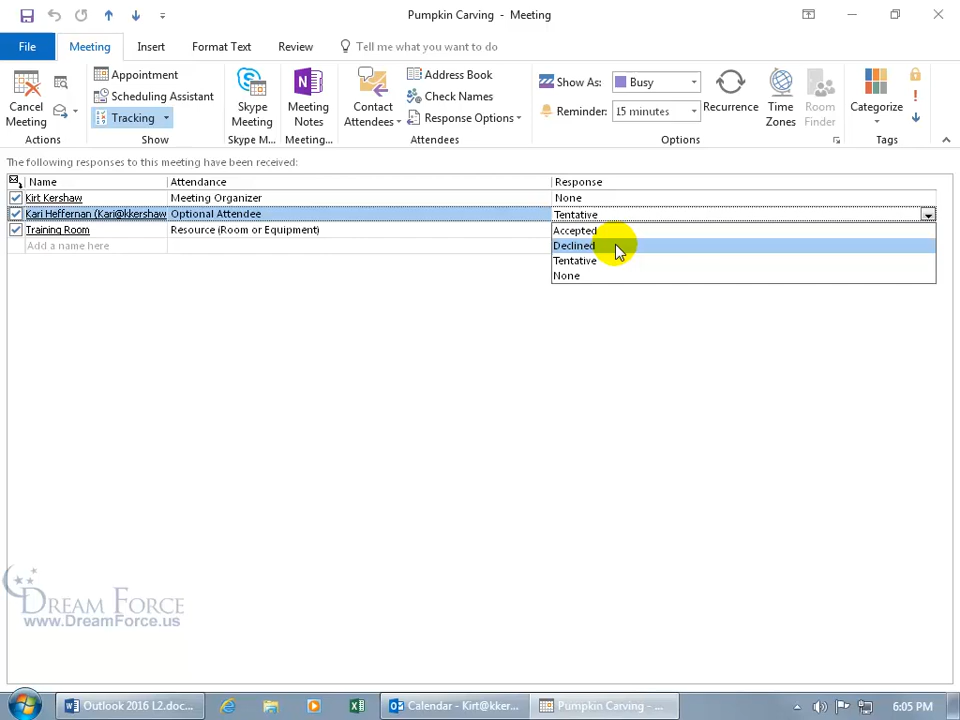 Pumpkin Carving - Meeting
File Meeting Insert Format Text Review Tell me what you want to do
Cancel Meeting
Actions
Appointment
Scheduling Assistant
Tracking
Show
Skype Meeting
Skype M...
Meeting Notes
Meeting...
Contact Attendees
Address Book
Check Names
Response Options
Attendees
Show As: Busy
Reminder: 15 minutes
Recurrence
Time Zones
Room Finder
Options
Categorize
Tags
The following responses to this meeting have been received:
Name Attendance Response
Kirt Kershaw Meeting Organizer None
Kari Heffernan (Kari@kkershaw Optional Attendee Tentative
Training Room Resource (Room or Equipment)
Add a name here
Accepted
Declined
Tentative
None
DREAM FORCE
www.DreamForce.us
Outlook 2016 L2.doc... Calendar - Kirt@kker... Pumpkin Carving - ... 6:05 PM